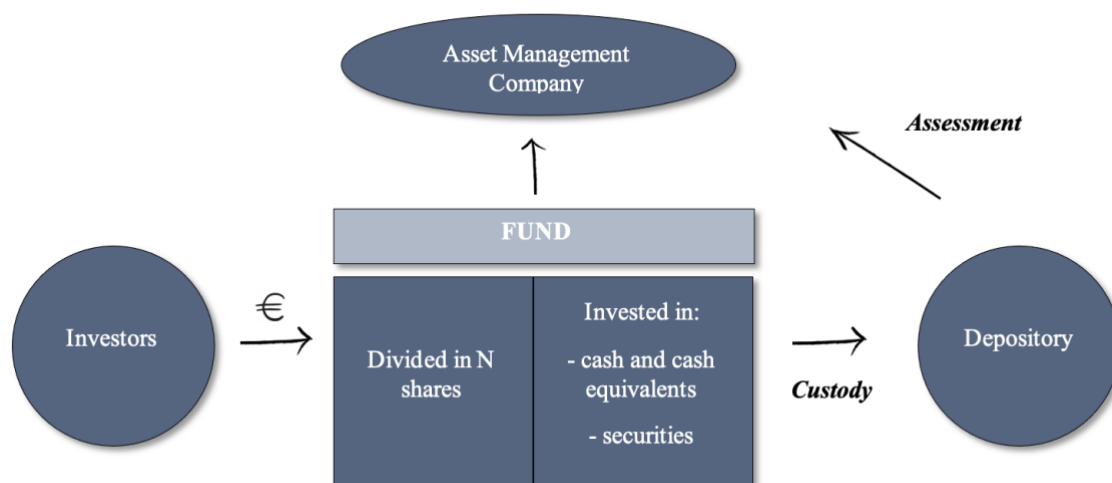 Asset Management
Company
Assessment
FUND
Investors
€
Divided in N
shares
Invested in:
- cash and cash
equivalents
- securities
Custody
Depository